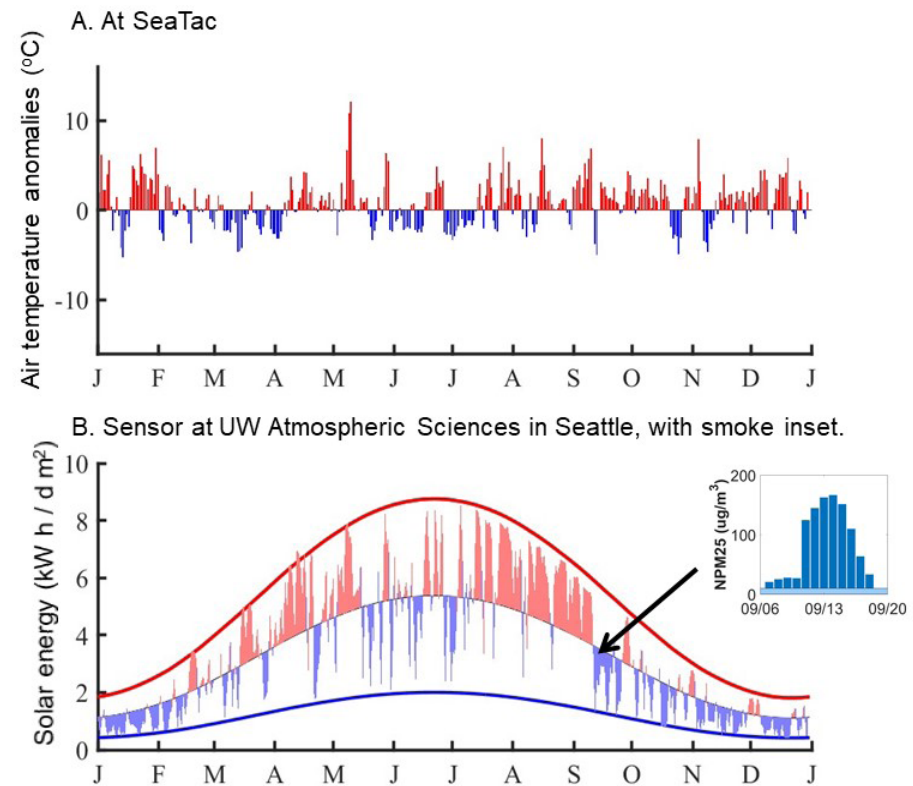 A. At SeaTac
Air temperature anomalies (°C)
10
0
-10
J F M A M J J A S O N D J
B. Sensor at UW Atmospheric Sciences in Seattle, with smoke inset.
Solar energy (kW h / d m²)
10
8
6
4
2
0
J F M A M J J A S O N D J
NPM25 (ug/m³)
200
100
0
09/06 09/13 09/20